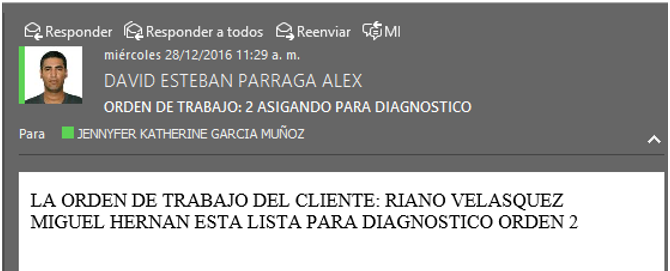 Responder Responder a todos Reenviar MI
miércoles 28/12/2016 11:29 a. m.
DAVID ESTEBAN PARRAGA ALEX
ORDEN DE TRABAJO: 2 ASIGANDO PARA DIAGNOSTICO
Para JENNYFER KATHERINE GARCIA MUÑOZ
LA ORDEN DE TRABAJO DEL CLIENTE: RIANO VELASQUEZ
MIGUEL HERNAN ESTA LISTA PARA DIAGNOSTICO ORDEN 2